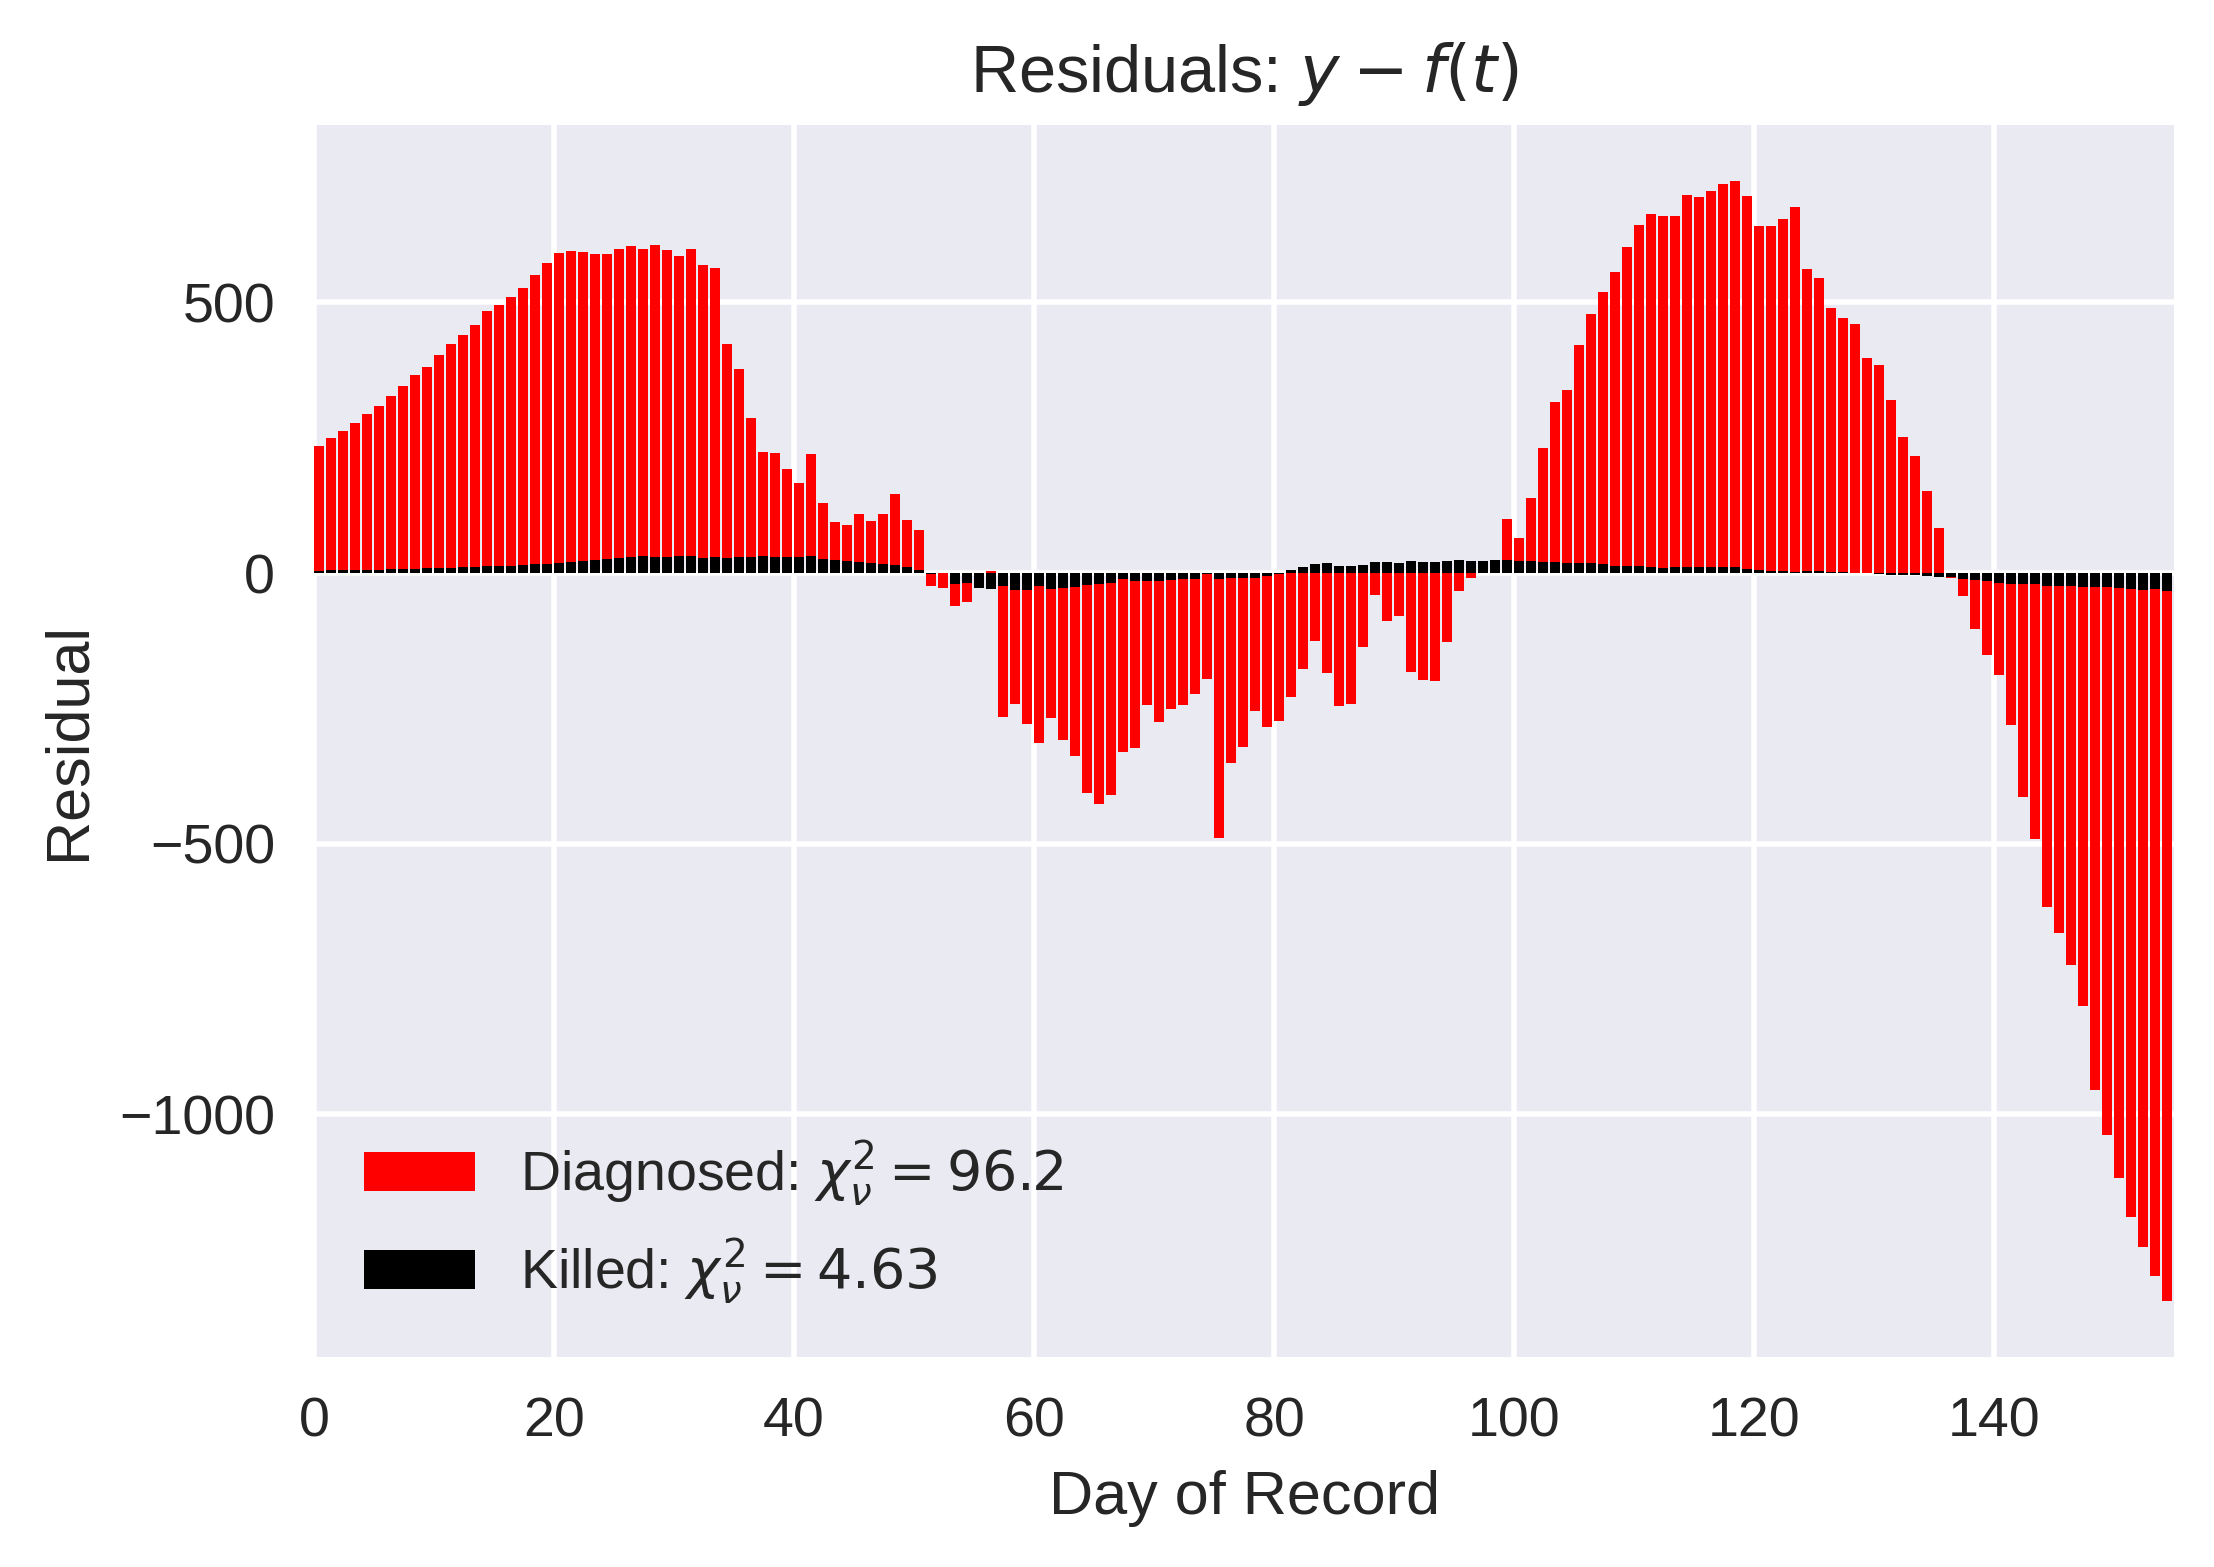 Residuals: y − f(t)
500
0
−500
−1000
Residual
Diagnosed: χ²ᵥ = 96.2
Killed: χ²ᵥ = 4.63
0 20 40 60 80 100 120 140
Day of Record